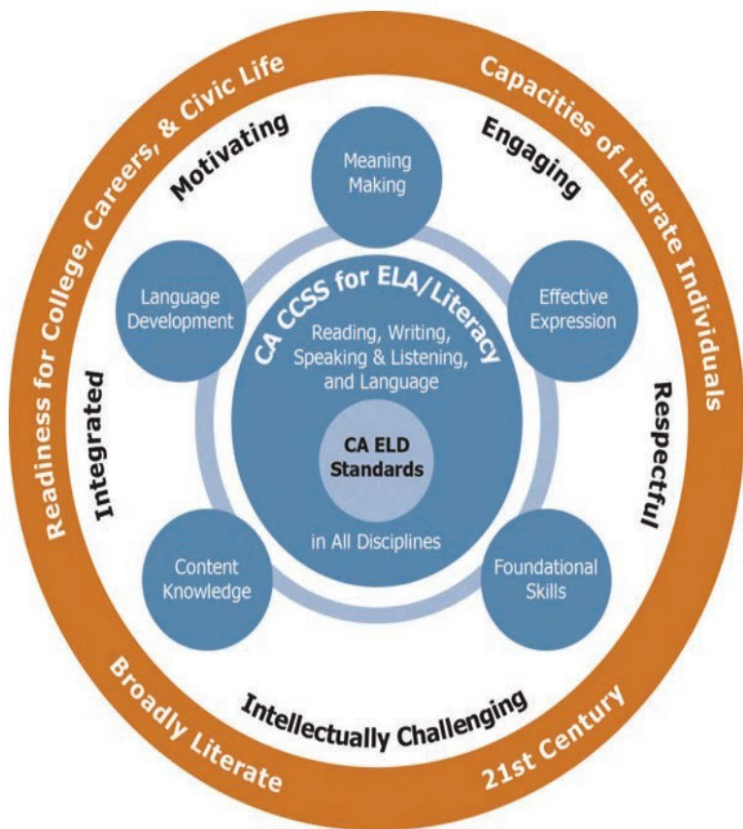 Readiness for College, Careers, & Civic Life
Capacities of Literate Individuals
Motivating
Engaging
Meaning
Making
Language
Development
Effective
Expression
CA CCSS for ELA/Literacy
Reading, Writing,
Speaking & Listening,
and Language
CA ELD
Standards
in All Disciplines
Integrated
Respectful
Content
Knowledge
Foundational
Skills
Intellectually Challenging
Broadly Literate
21st Century